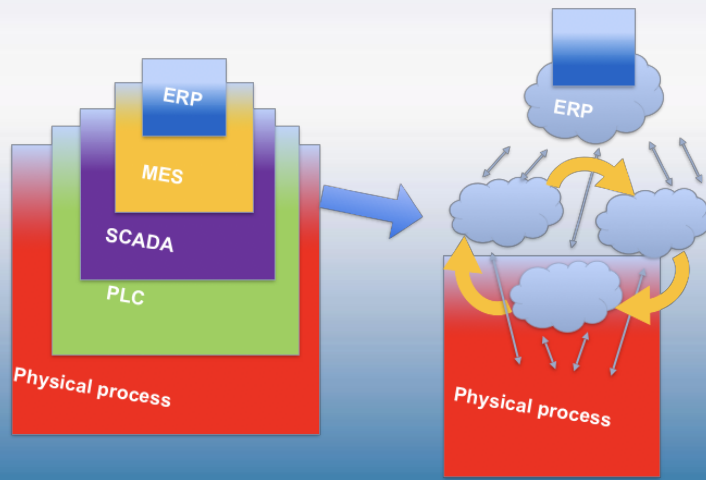 ERP
MES
SCADA
PLC
Physical process
ERP
Physical process